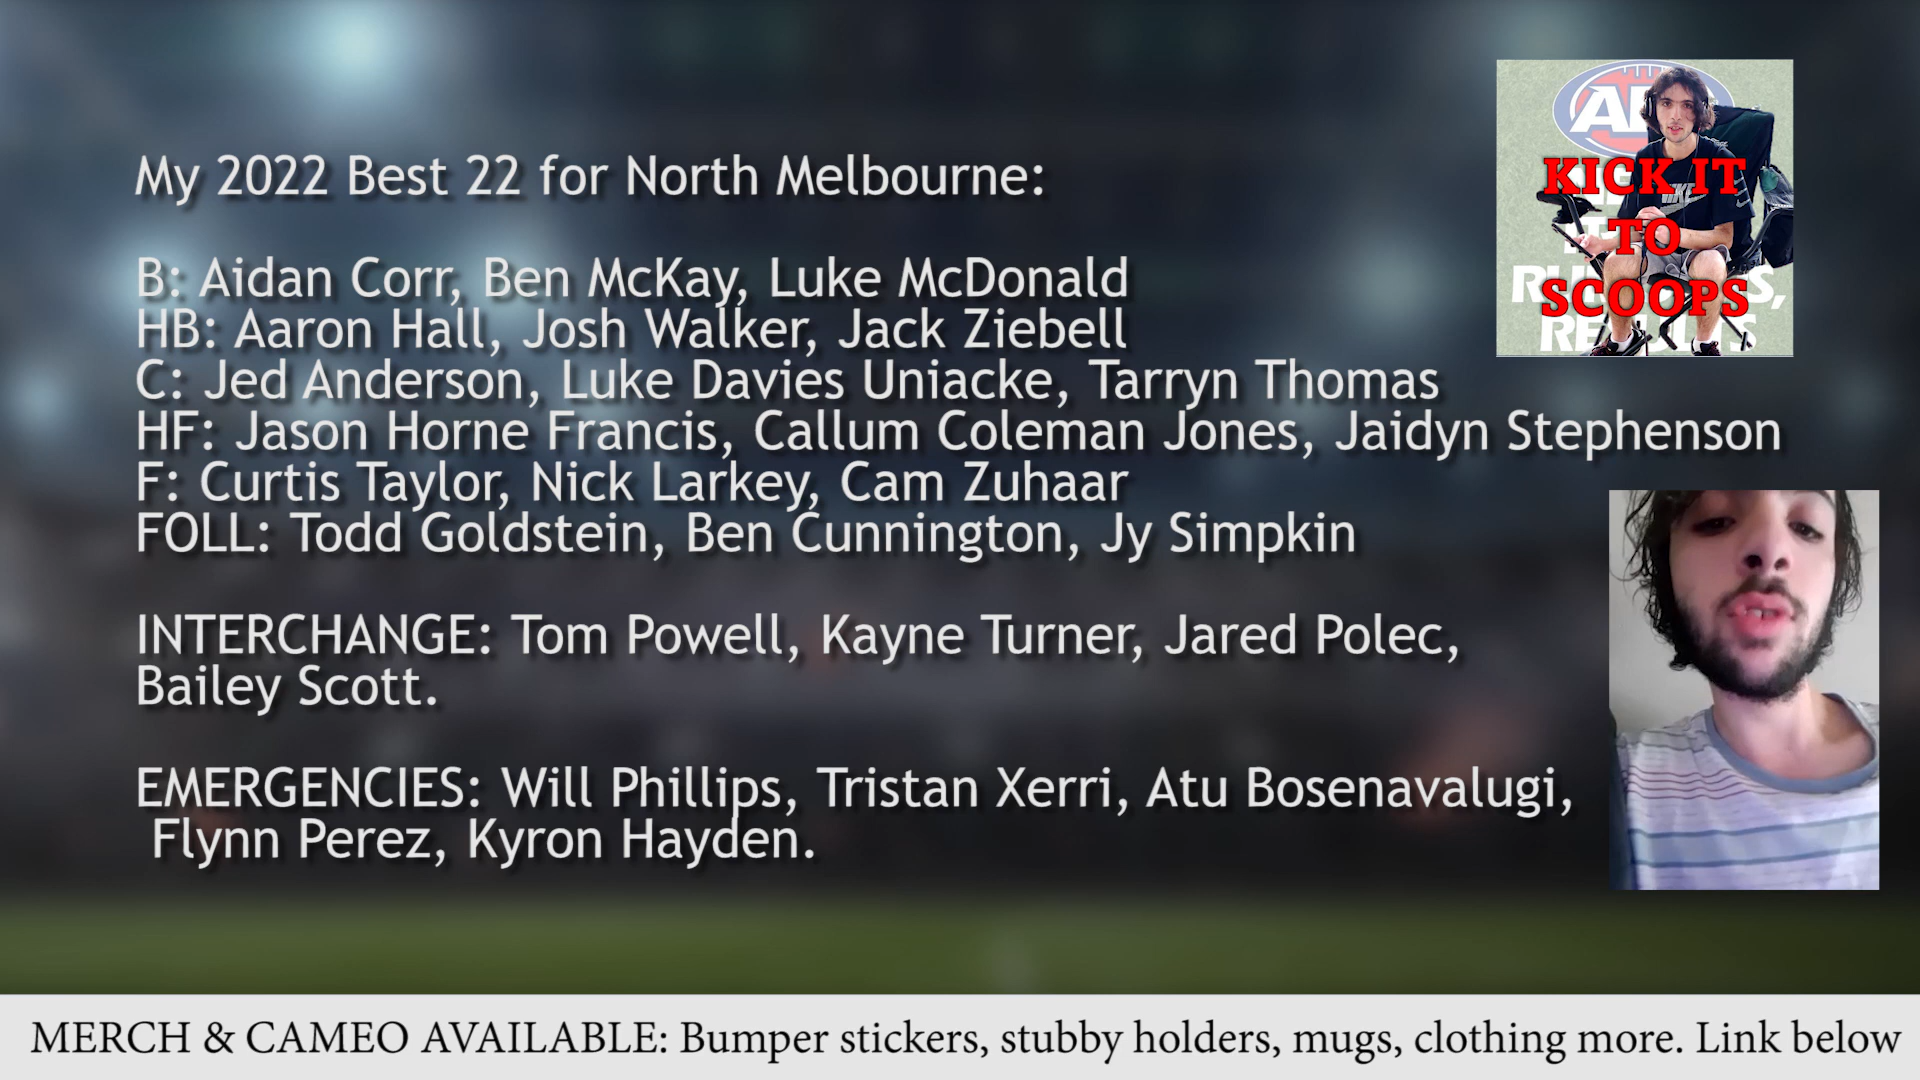 My 2022 Best 22 for North Melbourne:
B: Aidan Corr, Ben McKay, Luke McDonald
HB: Aaron Hall, Josh Walker, Jack Ziebell
C: Jed Anderson, Luke Davies Uniacke, Tarryn Thomas
HF: Jason Horne Francis, Callum Coleman Jones, Jaidyn Stephenson
F: Curtis Taylor, Nick Larkey, Cam Zuhaar
FOLL: Todd Goldstein, Ben Cunnington, Jy Simpkin
INTERCHANGE: Tom Powell, Kayne Turner, Jared Polec,
Bailey Scott.
EMERGENCIES: Will Phillips, Tristan Xerri, Atu Bosenavalugi,
Flynn Perez, Kyron Hayden.
KICK IT
TO
SCOOPS
MERCH & CAMEO AVAILABLE: Bumper stickers, stubby holders, mugs, clothing more. Link below